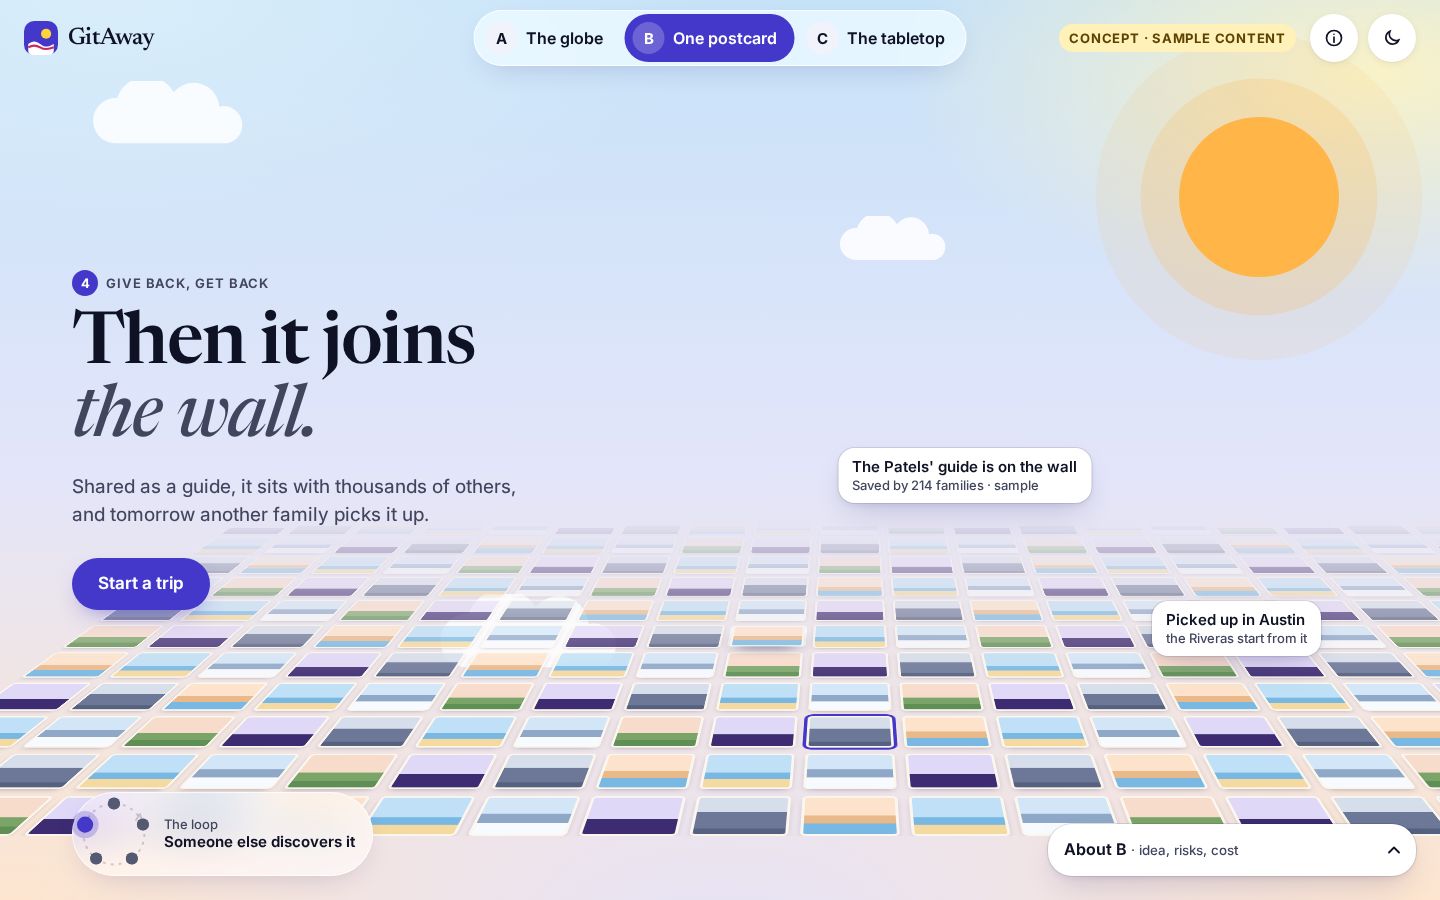 GitAway
A The globe
B One postcard
C The tabletop
CONCEPT · SAMPLE CONTENT
4 GIVE BACK, GET BACK
Then it joins
the wall.
Shared as a guide, it sits with thousands of others,
and tomorrow another family picks it up.
Start a trip
The Patels' guide is on the wall
Saved by 214 families · sample
Picked up in Austin
the Riveras start from it
The loop
Someone else discovers it
About B · idea, risks, cost